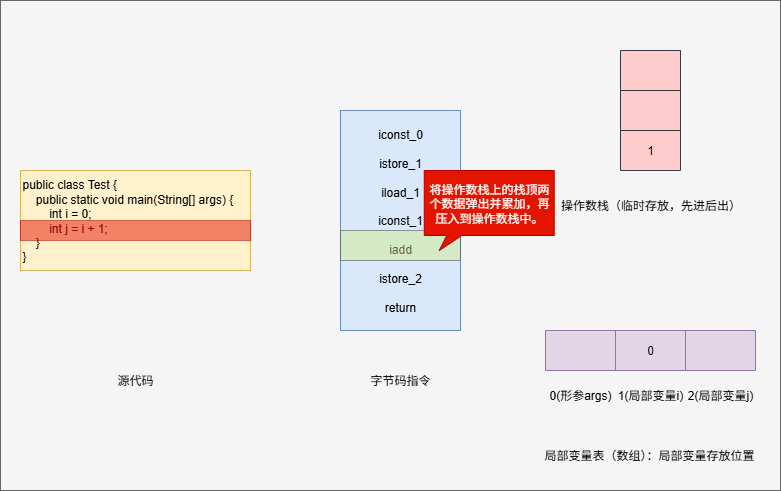 public class Test {
public static void main(String[] args) {
int i = 0;
int j = i + 1;
}
}
源代码
iconst_0
istore_1
iload_1
iconst_1
iadd
istore_2
return
字节码指令
将操作数栈上的栈顶两
个数据弹出并累加，再
压入到操作数栈中。
1
操作数栈（临时存放，先进后出）
0
0(形参args) 1(局部变量i) 2(局部变量j)
局部变量表（数组）：局部变量存放位置